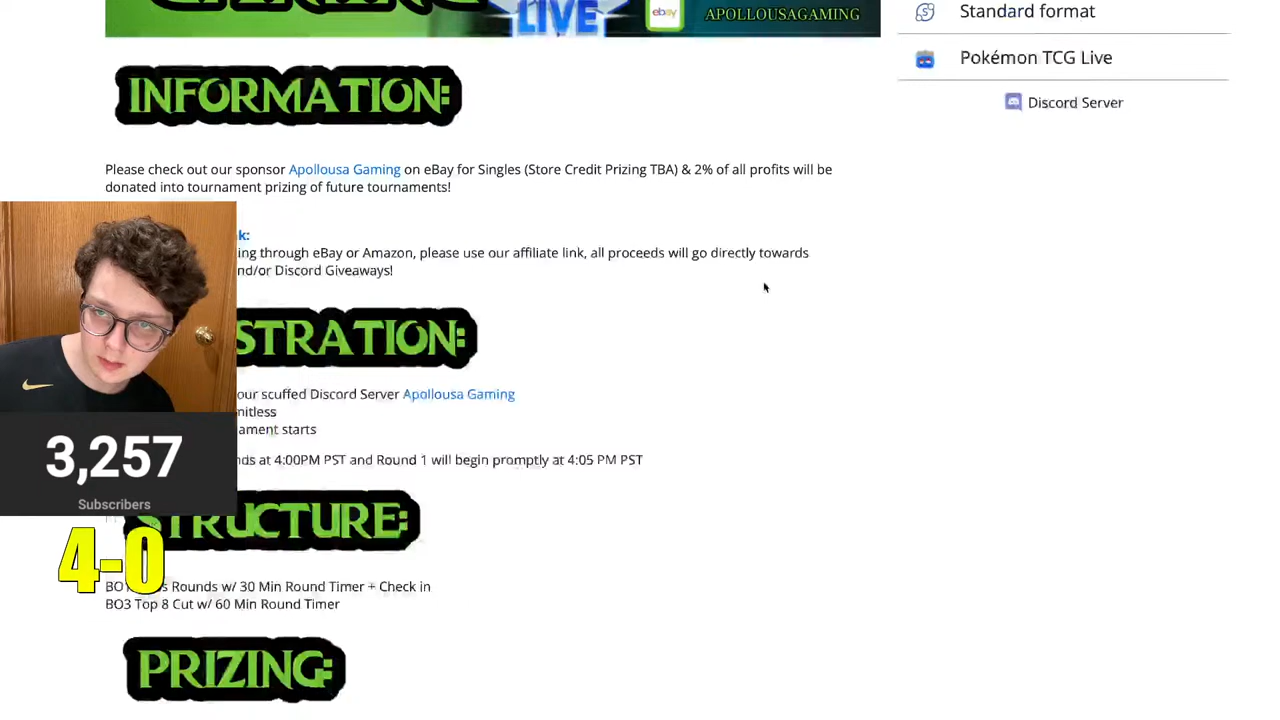 LIVE
ebay
APOLLOUSAGAMING
Standard format
Pokémon TCG Live
Discord Server
INFORMATION:
Please check out our sponsor Apollousa Gaming on eBay for Singles (Store Credit Prizing TBA) & 2% of all profits will be
donated into tournament prizing of future tournaments!
nk:
ing through eBay or Amazon, please use our affiliate link, all proceeds will go directly towards
nd/or Discord Giveaways!
STRATION:
our scuffed Discord Server Apollousa Gaming
mitless
ament starts
nds at 4:00PM PST and Round 1 will begin promptly at 4:05 PM PST
3,257
Subscribers
STRUCTURE:
4-0
Rounds w/ 30 Min Round Timer + Check in
BO3 Top 8 Cut w/ 60 Min Round Timer
PRIZING: